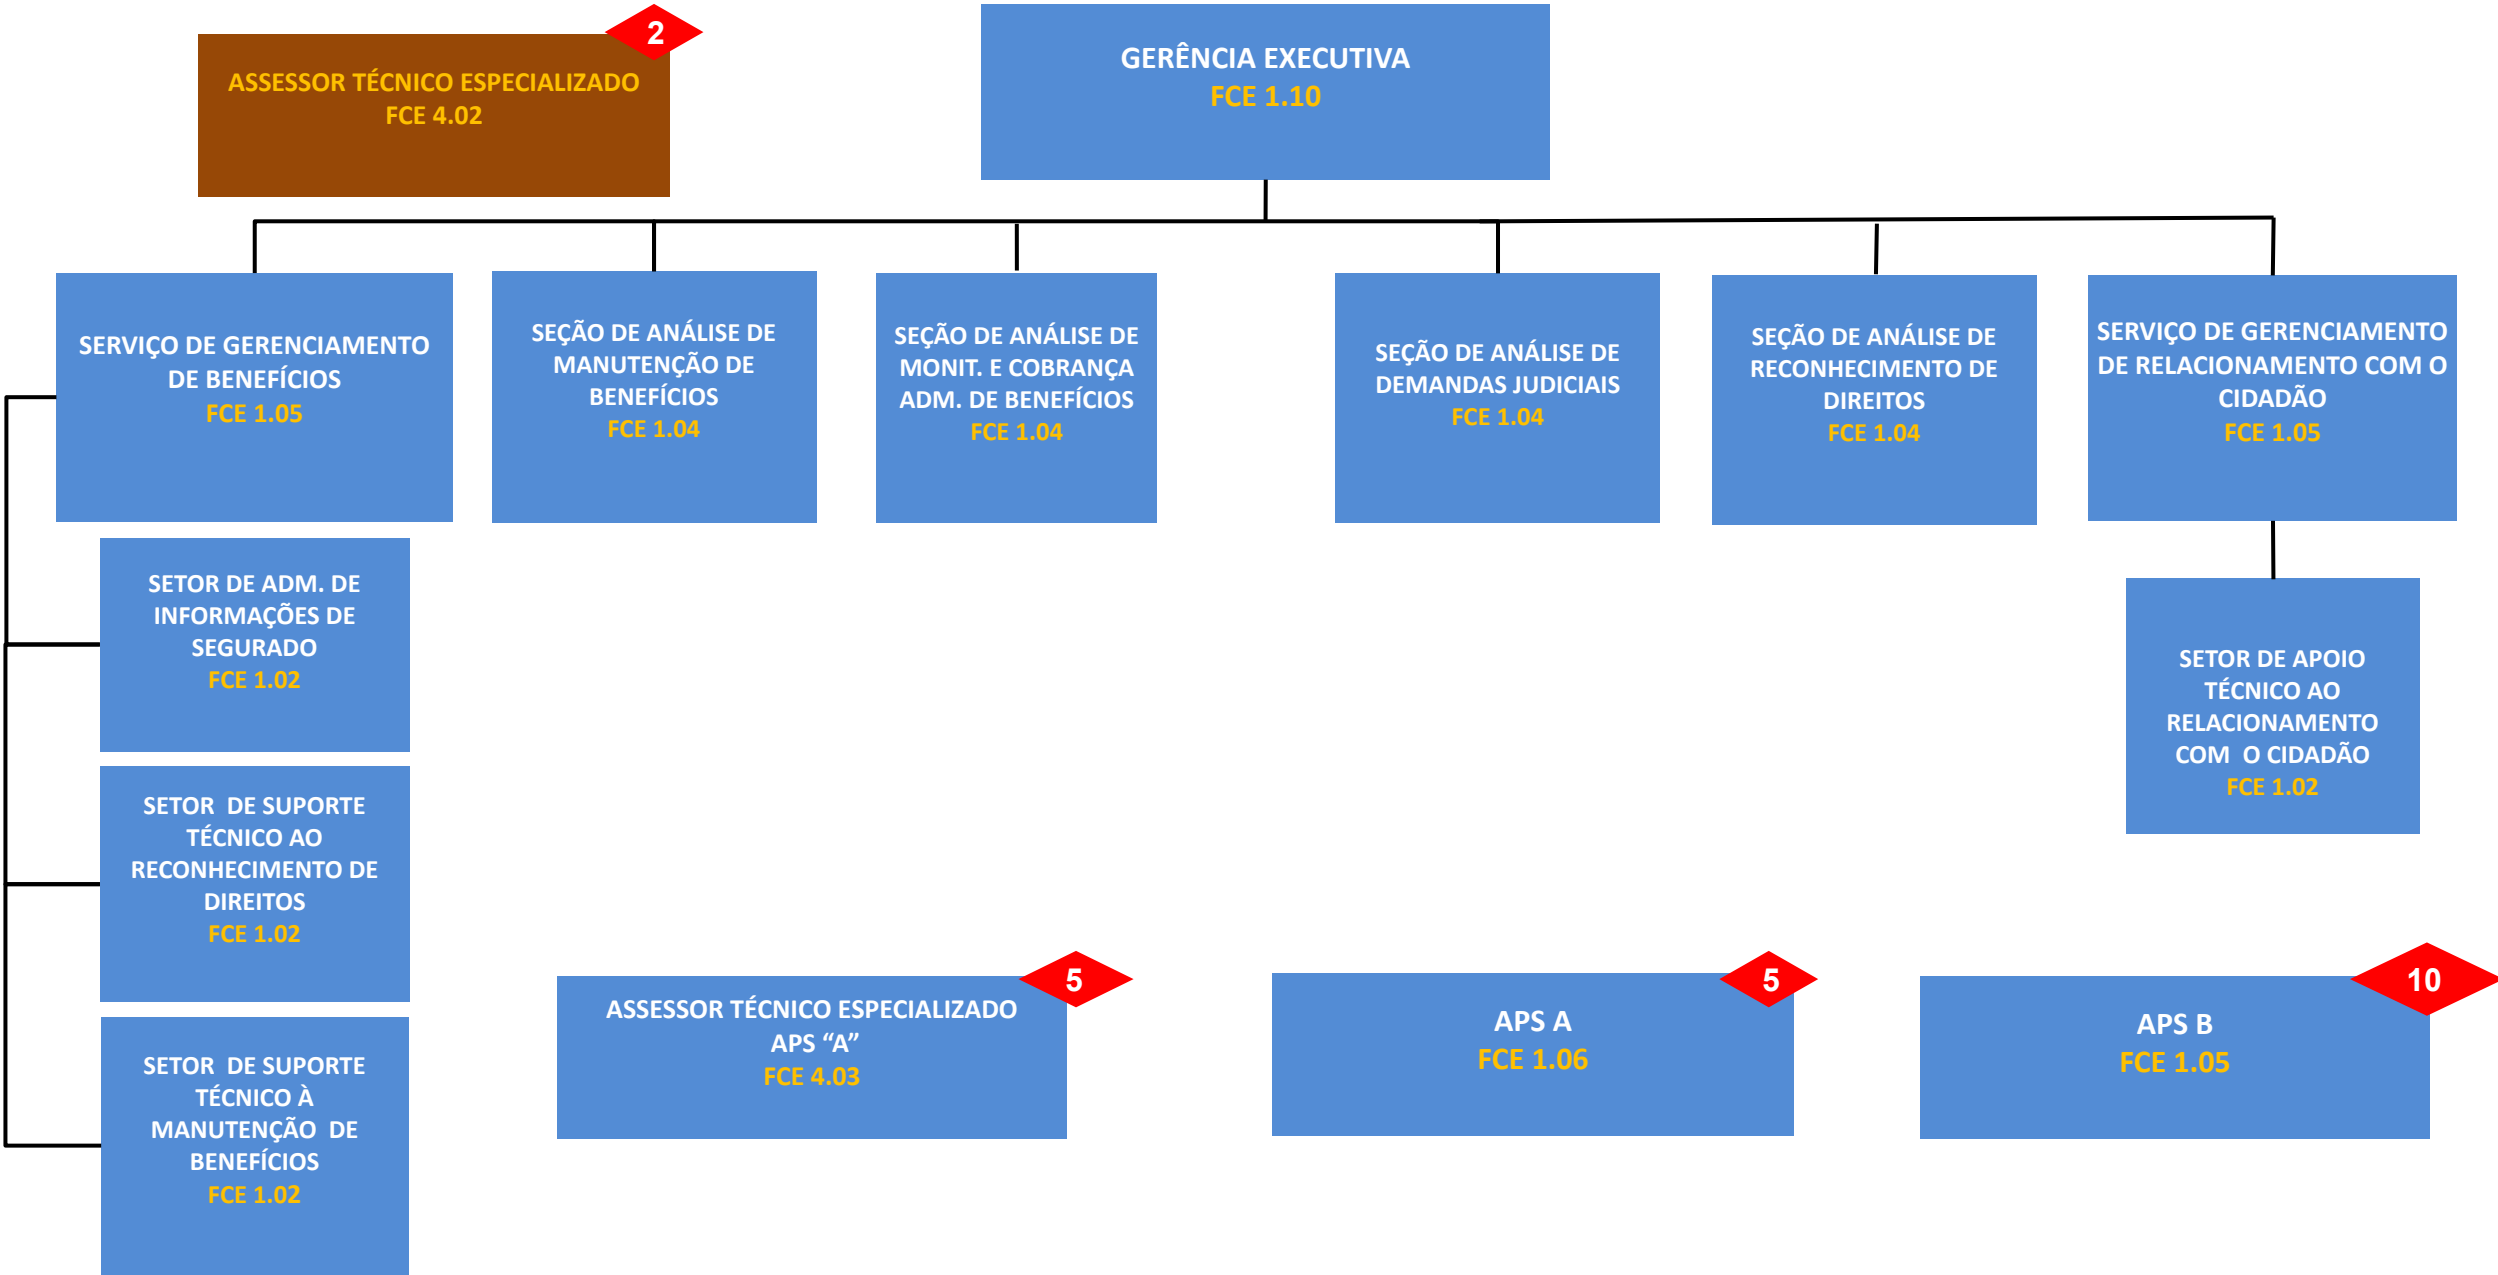 2
ASSESSOR TÉCNICO ESPECIALIZADO
FCE 4.02
GERÊNCIA EXECUTIVA
FCE 1.10
SERVIÇO DE GERENCIAMENTO
DE BENEFÍCIOS
FCE 1.05
SEÇÃO DE ANÁLISE DE
MANUTENÇÃO DE
BENEFÍCIOS
FCE 1.04
SEÇÃO DE ANÁLISE DE
MONIT. E COBRANÇA
ADM. DE BENEFÍCIOS
FCE 1.04
SEÇÃO DE ANÁLISE DE
DEMANDAS JUDICIAIS
FCE 1.04
SEÇÃO DE ANÁLISE DE
RECONHECIMENTO DE
DIREITOS
FCE 1.04
SERVIÇO DE GERENCIAMENTO
DE RELACIONAMENTO COM O
CIDADÃO
FCE 1.05
SETOR DE ADM. DE
INFORMAÇÕES DE
SEGURADO
FCE 1.02
SETOR DE SUPORTE
TÉCNICO AO
RECONHECIMENTO DE
DIREITOS
FCE 1.02
SETOR DE SUPORTE
TÉCNICO À
MANUTENÇÃO DE
BENEFÍCIOS
FCE 1.02
SETOR DE APOIO
TÉCNICO AO
RELACIONAMENTO
COM O CIDADÃO
FCE 1.02
5
ASSESSOR TÉCNICO ESPECIALIZADO
APS “A”
FCE 4.03
5
APS A
FCE 1.06
10
APS B
FCE 1.05